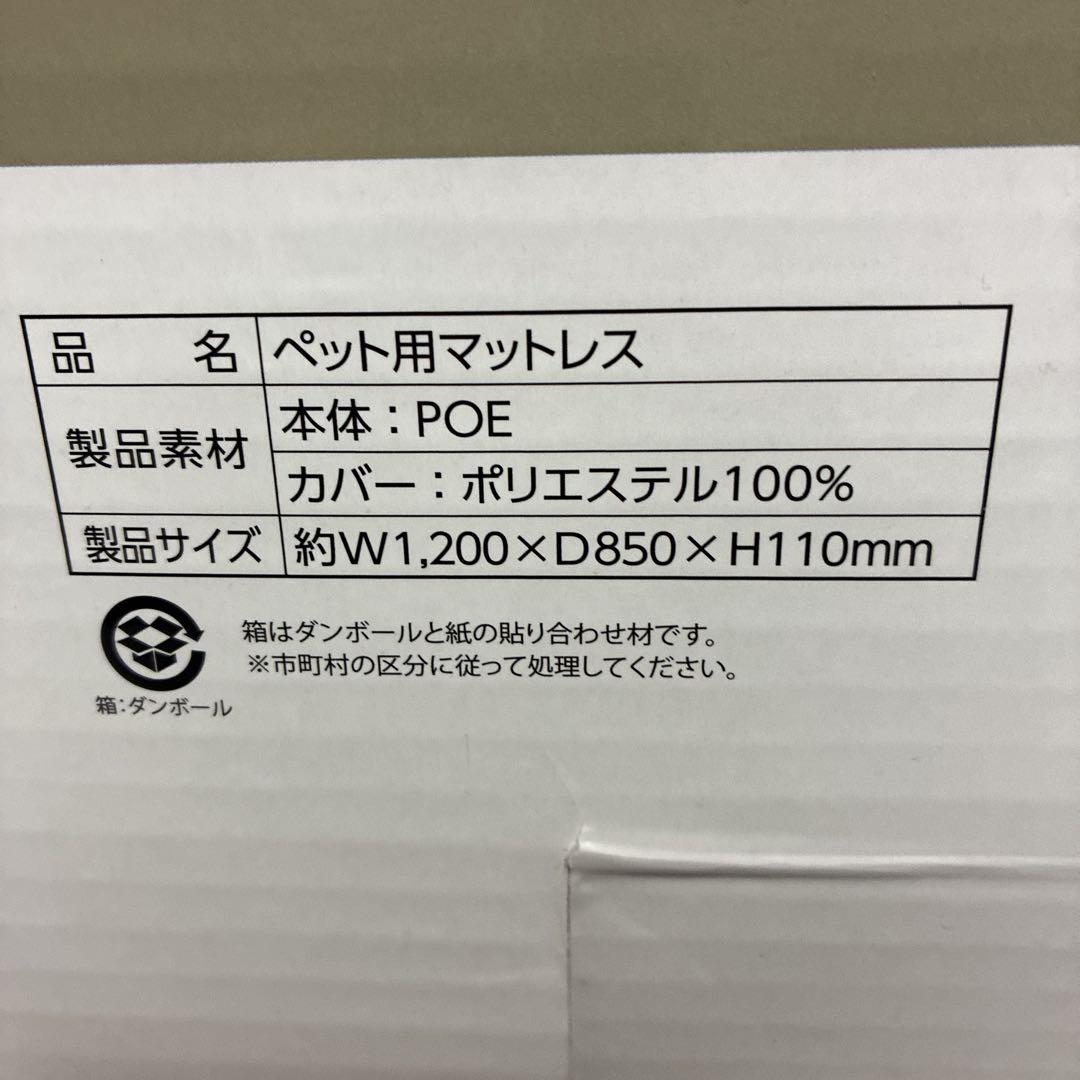 品　名 ペット用マットレス
製品素材 本体：POE
カバー：ポリエステル100%
製品サイズ 約W1,200×D850×H110mm
箱はダンボールと紙の貼り合わせ材です。
※市町村の区分に従って処理してください。
箱:ダンボール